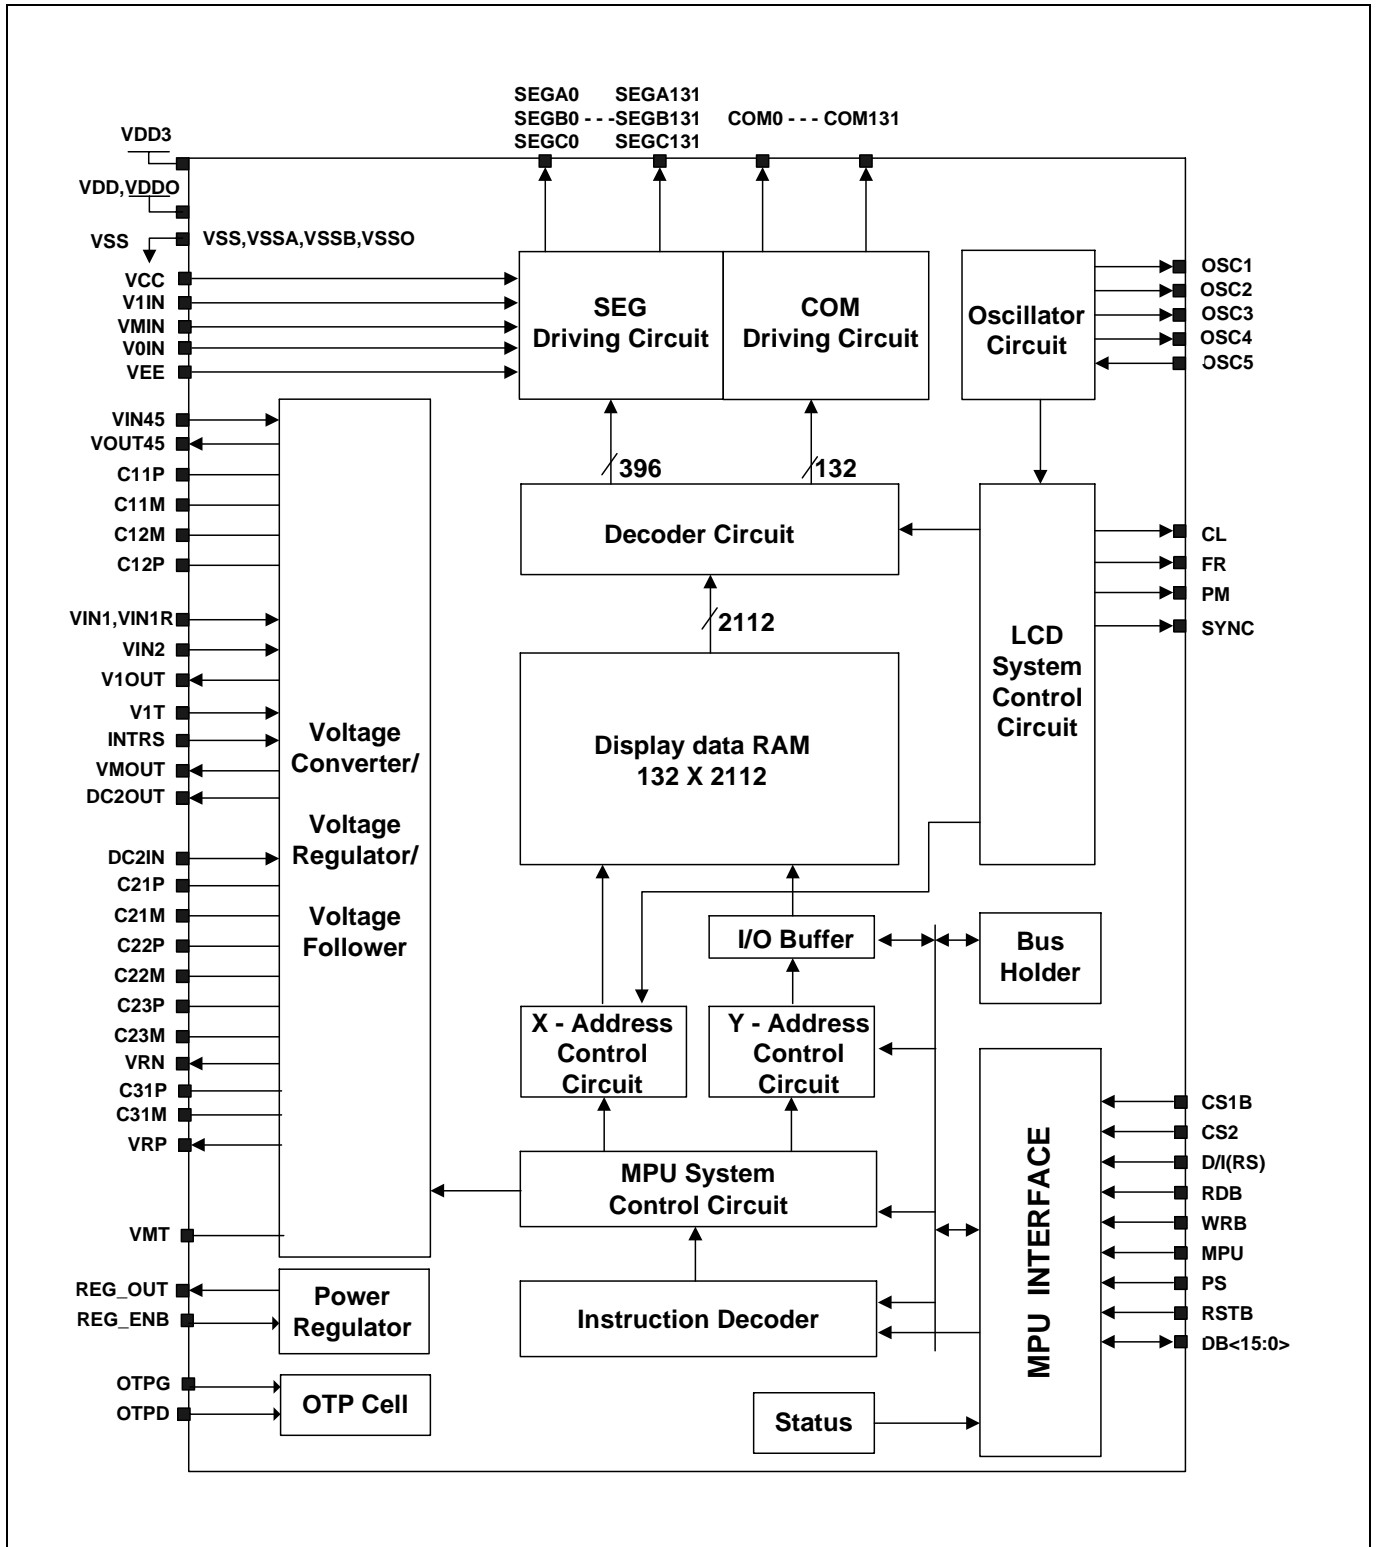 SEGA0 SEGA131
SEGB0 - - - SEGB131 COM0 - - - COM131
SEGC0 SEGC131
VDD3
VDD,VDDO
VSS VSS,VSSA,VSSB,VSSO
VCC
V1IN
VMIN
V0IN
VEE
SEG
Driving Circuit
COM
Driving Circuit
Oscillator
Circuit
OSC1
OSC2
OSC3
OSC4
OSC5
VIN45
VOUT45
C11P
C11M
C12M
C12P
VIN1,VIN1R
VIN2
V1OUT
V1T
INTRS
VMOUT
DC2OUT
DC2IN
C21P
C21M
C22P
C22M
C23P
C23M
VRN
C31P
C31M
VRP
VMT
Voltage
Converter/
Voltage
Regulator/
Voltage
Follower
396
132
Decoder Circuit
2112
Display data RAM
132 X 2112
LCD
System
Control
Circuit
CL
FR
PM
SYNC
I/O Buffer
Bus
Holder
X - Address
Control
Circuit
Y - Address
Control
Circuit
MPU System
Control Circuit
Instruction Decoder
MPU INTERFACE
CS1B
CS2
D/I(RS)
RDB
WRB
MPU
PS
RSTB
DB<15:0>
REG_OUT
REG_ENB
Power
Regulator
OTPG
OTPD
OTP Cell
Status